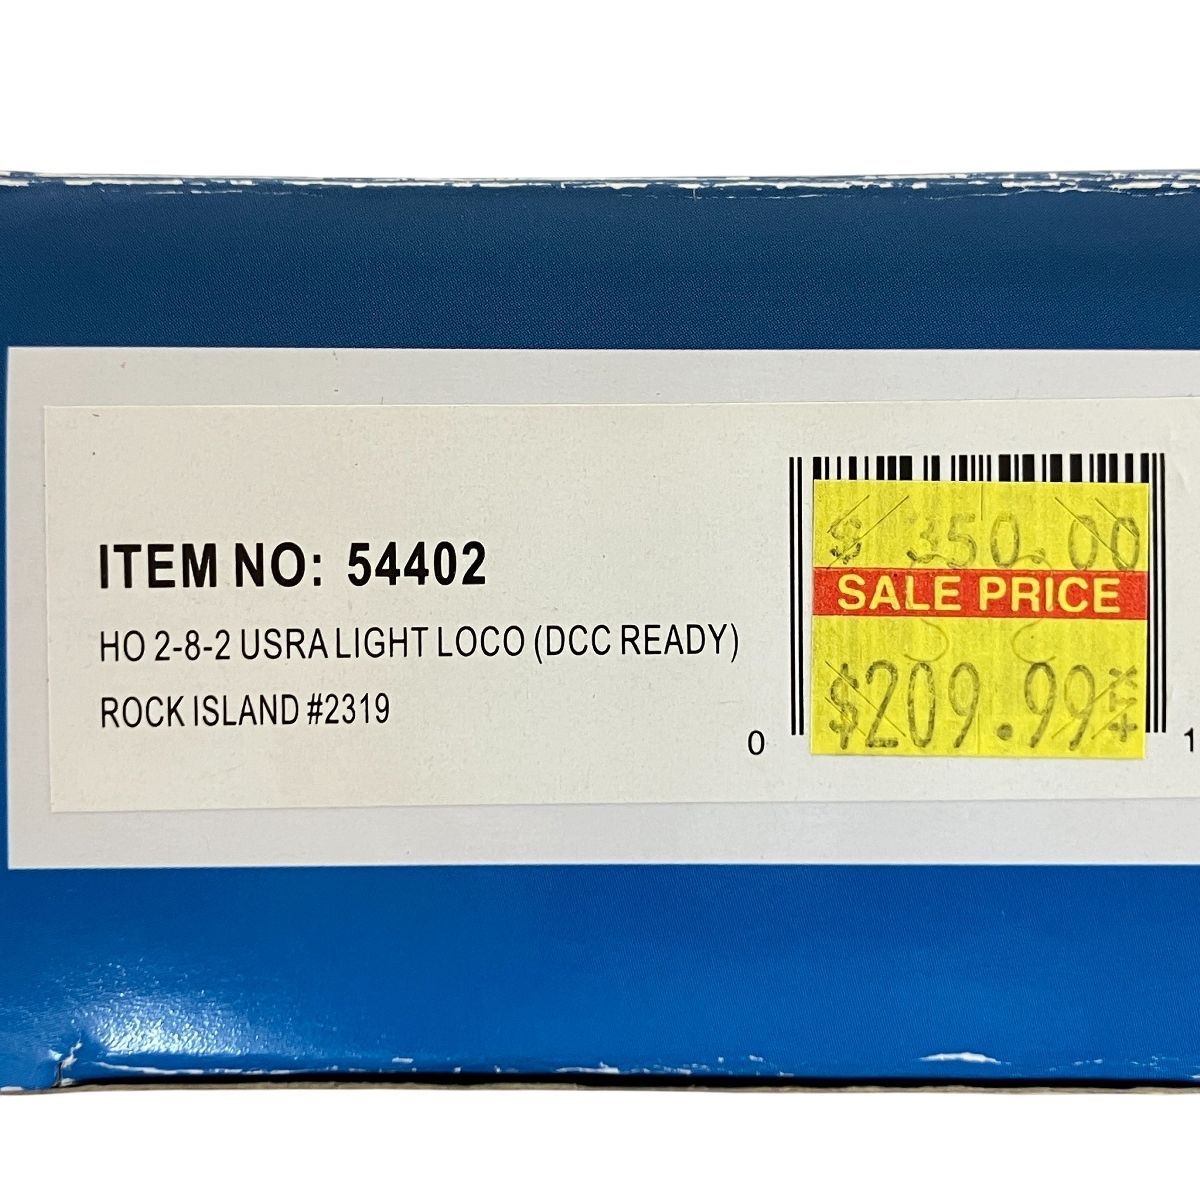 ITEM NO: 54402
HO 2-8-2 USRA LIGHT LOCO (DCC READY)
ROCK ISLAND #2319
$ 350.00
SALE PRICE
$209.99
0
1